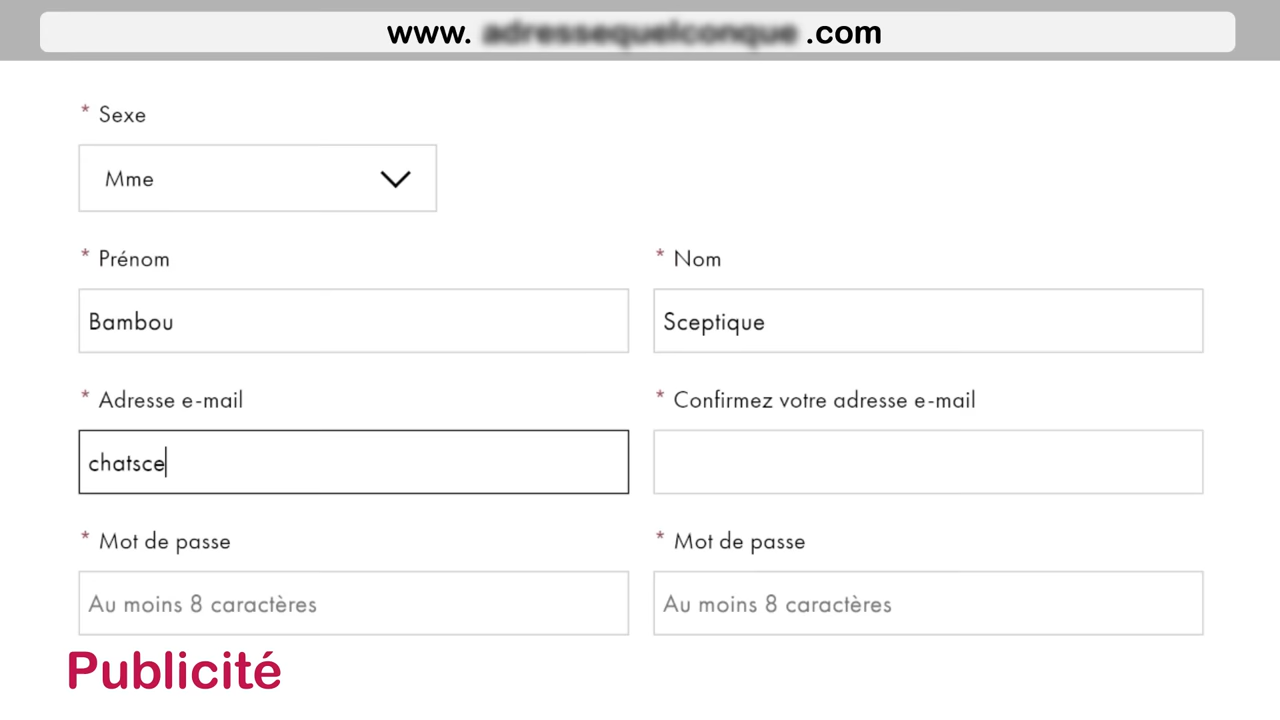 www. adressequelconque .com
* Sexe
Mme
* Prénom
* Nom
Bambou
Sceptique
* Adresse e-mail
* Confirmez votre adresse e-mail
chatsce
* Mot de passe
* Mot de passe
Au moins 8 caractères
Au moins 8 caractères
Publicité